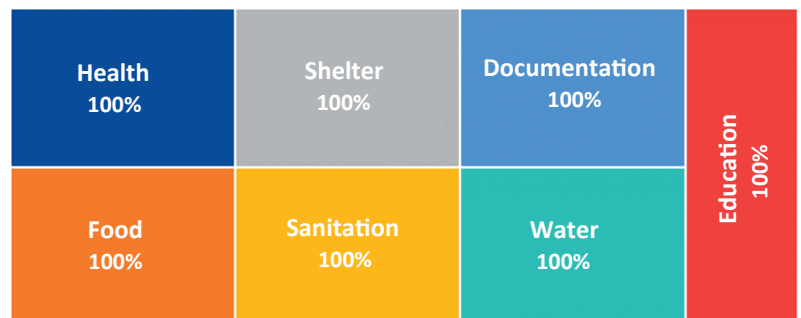 Health
100%
Shelter
100%
Documentation
100%
Education
100%
Food
100%
Sanitation
100%
Water
100%